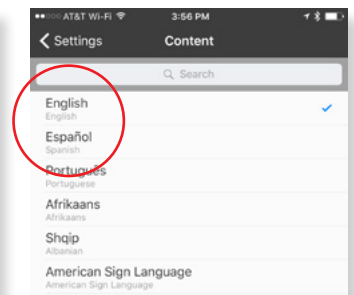 AT&T Wi-Fi 3:56 PM
Settings Content
Search
English
English
Español
Spanish
Português
Portuguese
Afrikaans
Afrikaans
Shqip
Albanian
American Sign Language
American Sign Language